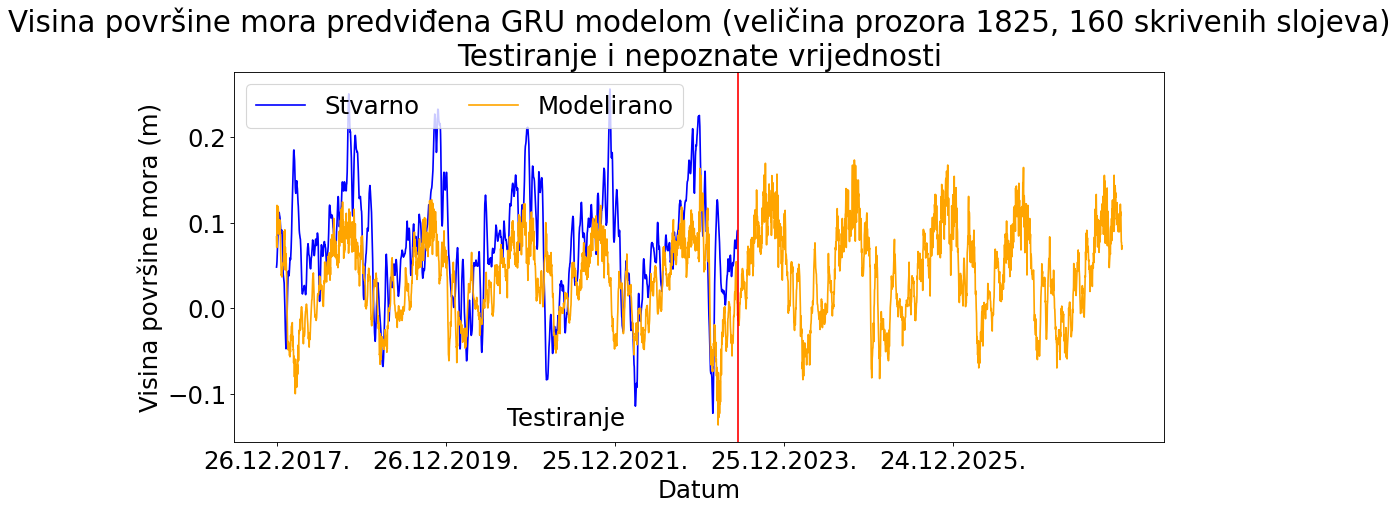 Visina površine mora predviđena GRU modelom (veličina prozora 1825, 160 skrivenih slojeva)
Testiranje i nepoznate vrijednosti
Stvarno
Modelirano
Visina površine mora (m)
0.2
0.1
0.0
−0.1
Testiranje
26.12.2017.
26.12.2019.
25.12.2021.
25.12.2023.
24.12.2025.
Datum